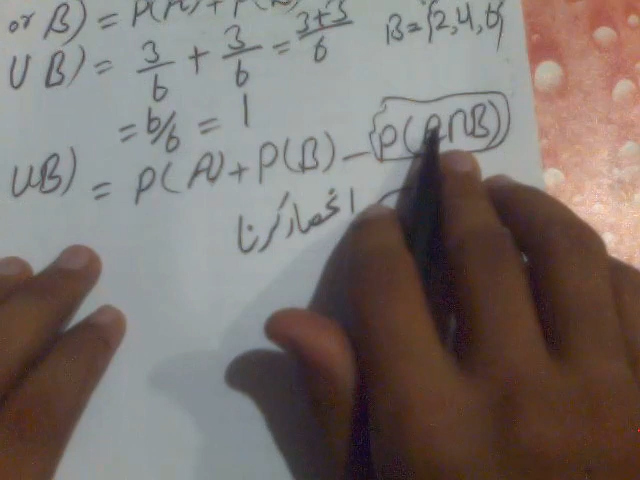 or B) = P(A) + P(B)
U B) = 3/6 + 3/6 = 3+3/6 B = {2,4,6}
= 6/6 = 1
UB) = P(A) + P(B) - P(A∩B)
انحصار کرنا